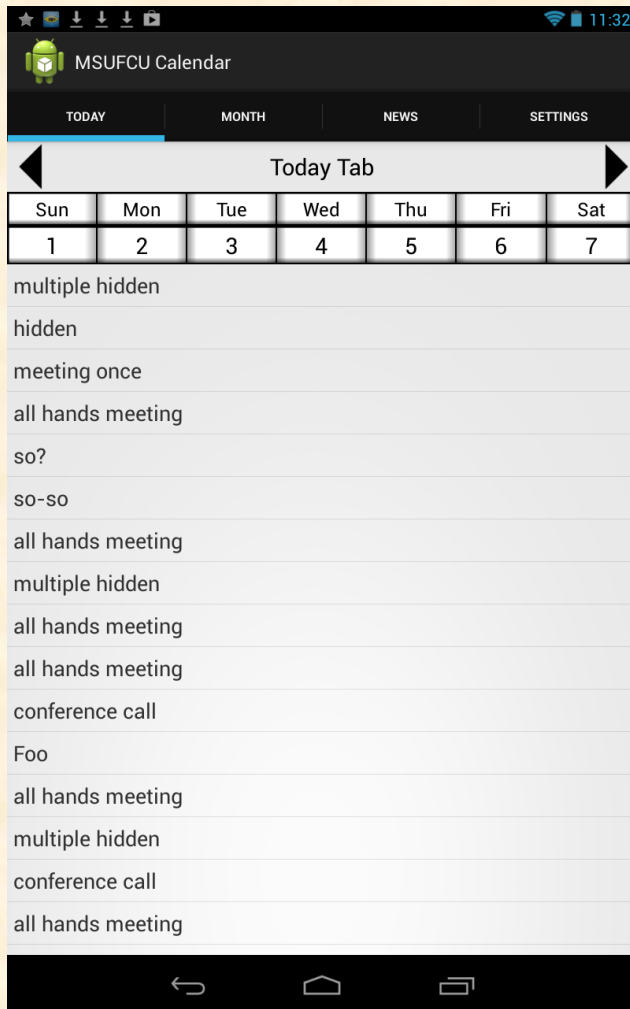 11:32
MSUFCU Calendar
TODAY MONTH NEWS SETTINGS
Today Tab
Sun Mon Tue Wed Thu Fri Sat
1 2 3 4 5 6 7
multiple hidden
hidden
meeting once
all hands meeting
so?
so-so
all hands meeting
multiple hidden
all hands meeting
all hands meeting
conference call
Foo
all hands meeting
multiple hidden
conference call
all hands meeting